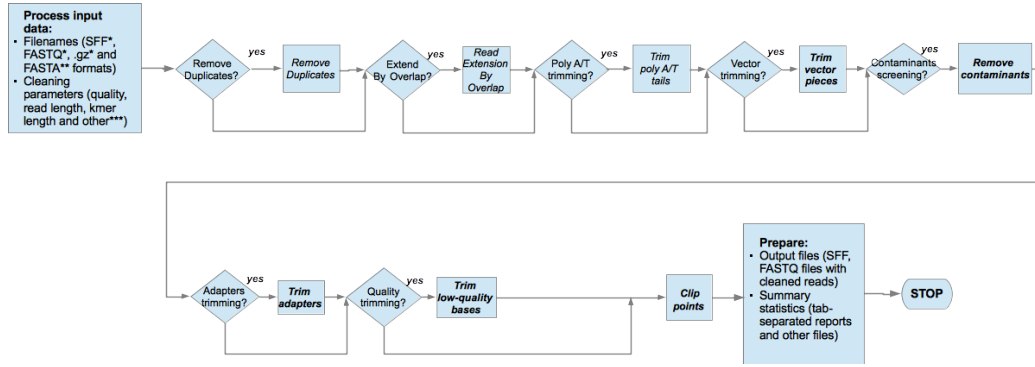 Process input
data:
▪ Filenames (SFF*,
FASTQ*, .gz* and
FASTA** formats)
▪ Cleaning
parameters (quality,
read length, kmer
length and other***)
Remove
Duplicates?
yes
Remove
Duplicates
Extend
By Overlap?
yes
Read
Extension
By
Overlap
Poly A/T
trimming?
yes
Trim
poly A/T
tails
Vector
trimming?
yes
Trim
vector
pieces
Contaminants
screening?
yes
Remove
contaminants
Adapters
trimming?
yes
Trim
adapters
Quality
trimming?
yes
Trim
low-quality
bases
Clip
points
Prepare:
▪ Output files (SFF,
FASTQ files with
cleaned reads)
▪ Summary
statistics (tab-
separated reports
and other files)
STOP